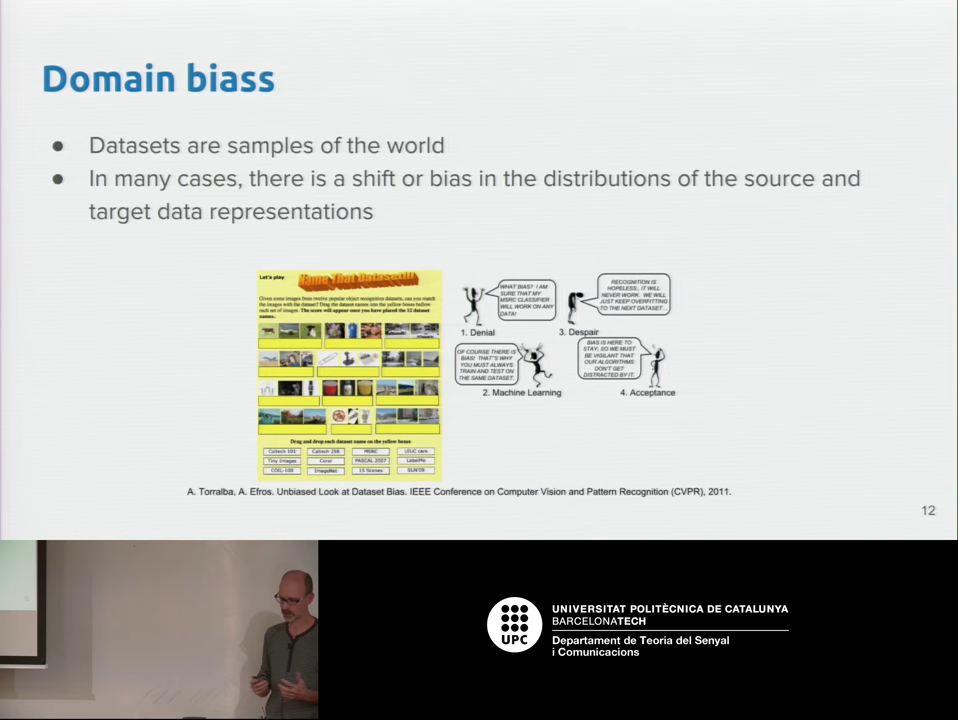 Domain biass
● Datasets are samples of the world
● In many cases, there is a shift or bias in the distributions of the source and
target data representations
Let's play
Name That Dataset!!!
Given some images from twelve popular object recognition datasets, can you match
the images with the dataset? Drag the dataset names into the yellow boxes bellow
each set of images. The score will appear once you have placed the 12 dataset
names.
Drag and drop each dataset name on the yellow boxes
Caltech 101 Caltech 256 MSRC UIUC cars
Tiny Images Corel PASCAL 2007 LabelMe
COIL-100 ImageNet 15 Scenes SUN'09
WHAT BIAS? I AM
SURE THAT MY
MSRC CLASSIFIER
WILL WORK ON ANY
DATA!
1. Denial
RECOGNITION IS
HOPELESS.. IT WILL
NEVER WORK. WE WILL
JUST KEEP OVERFITTING
TO THE NEXT DATASET...
3. Despair
OF COURSE THERE IS
BIAS! THAT'S WHY
YOU MUST ALWAYS
TRAIN AND TEST ON
THE SAME DATASET.
2. Machine Learning
BIAS IS HERE TO
STAY, SO WE MUST
BE VIGILANT THAT
OUR ALGORITHMS
DON'T GET
DISTRACTED BY IT.
4. Acceptance
A. Torralba, A. Efros. Unbiased Look at Dataset Bias. IEEE Conference on Computer Vision and Pattern Recognition (CVPR), 2011.
12
UPC
UNIVERSITAT POLITÈCNICA DE CATALUNYA
BARCELONATECH
Departament de Teoria del Senyal
i Comunicacions